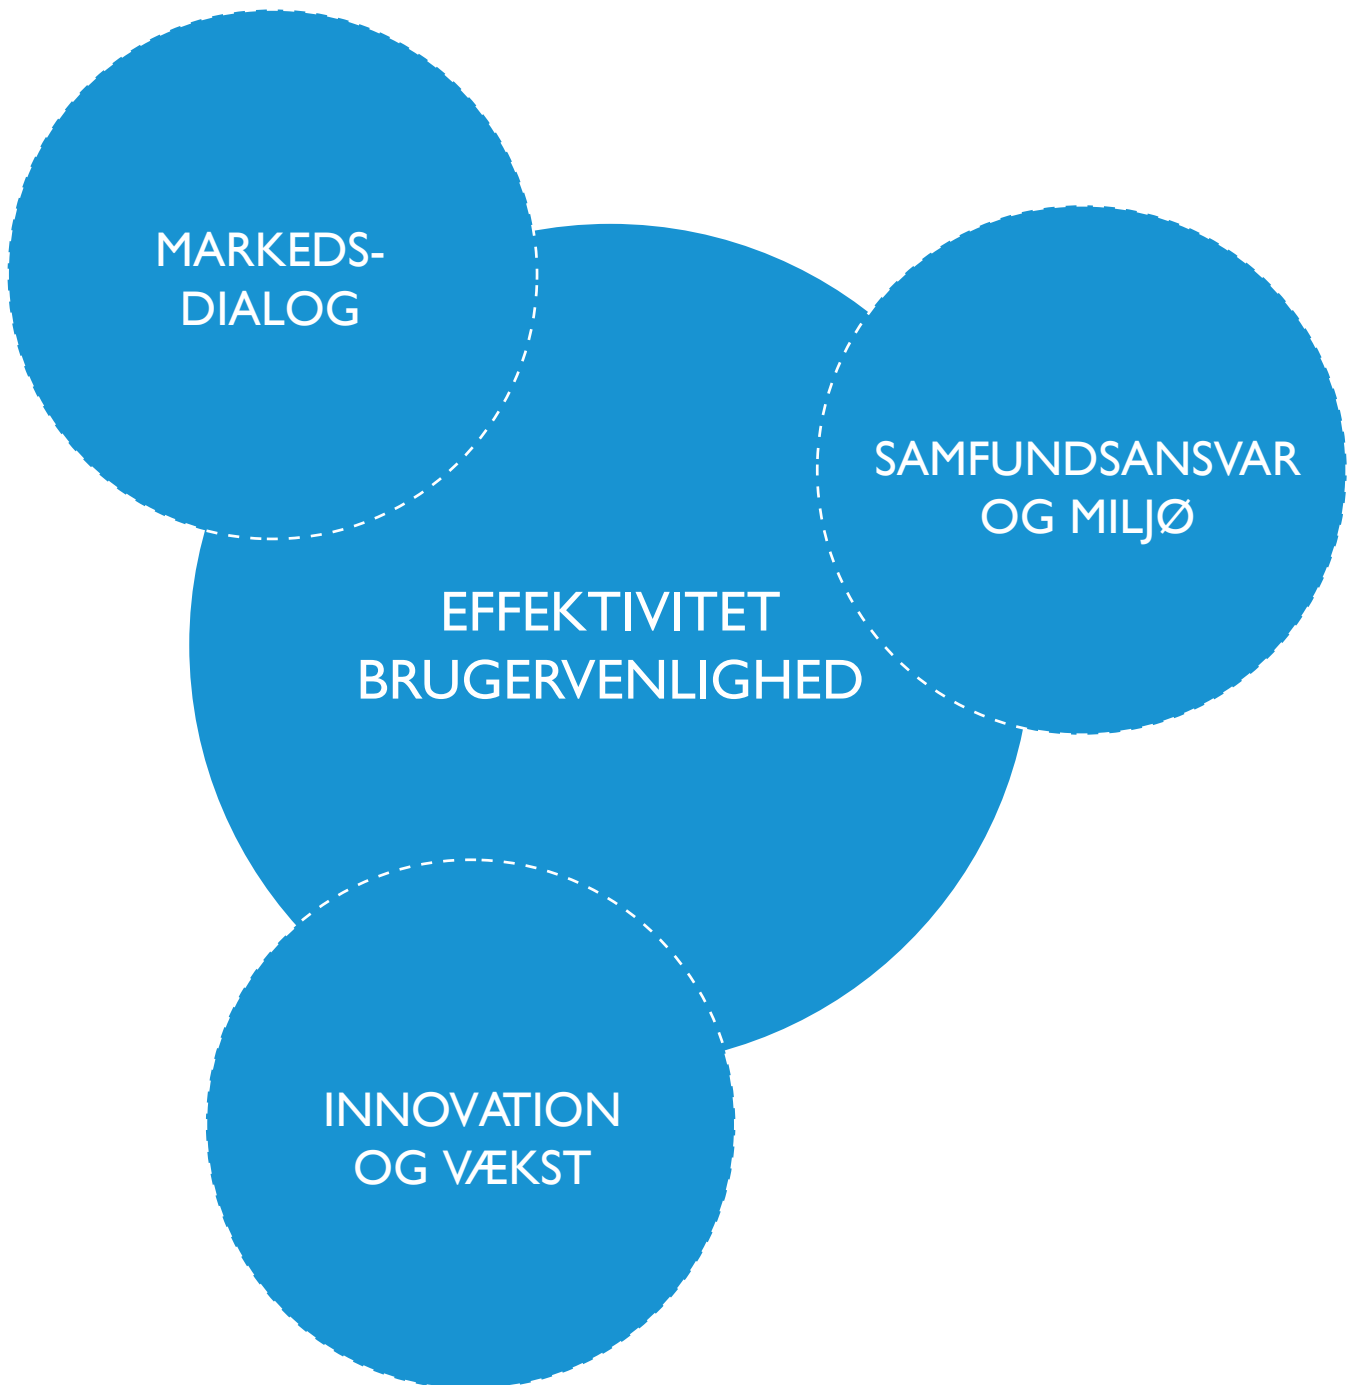 MARKEDS-
DIALOG
SAMFUNDSANSVAR
OG MILJØ
EFFEKTIVITET
BRUGERVENLIGHED
INNOVATION
OG VÆKST